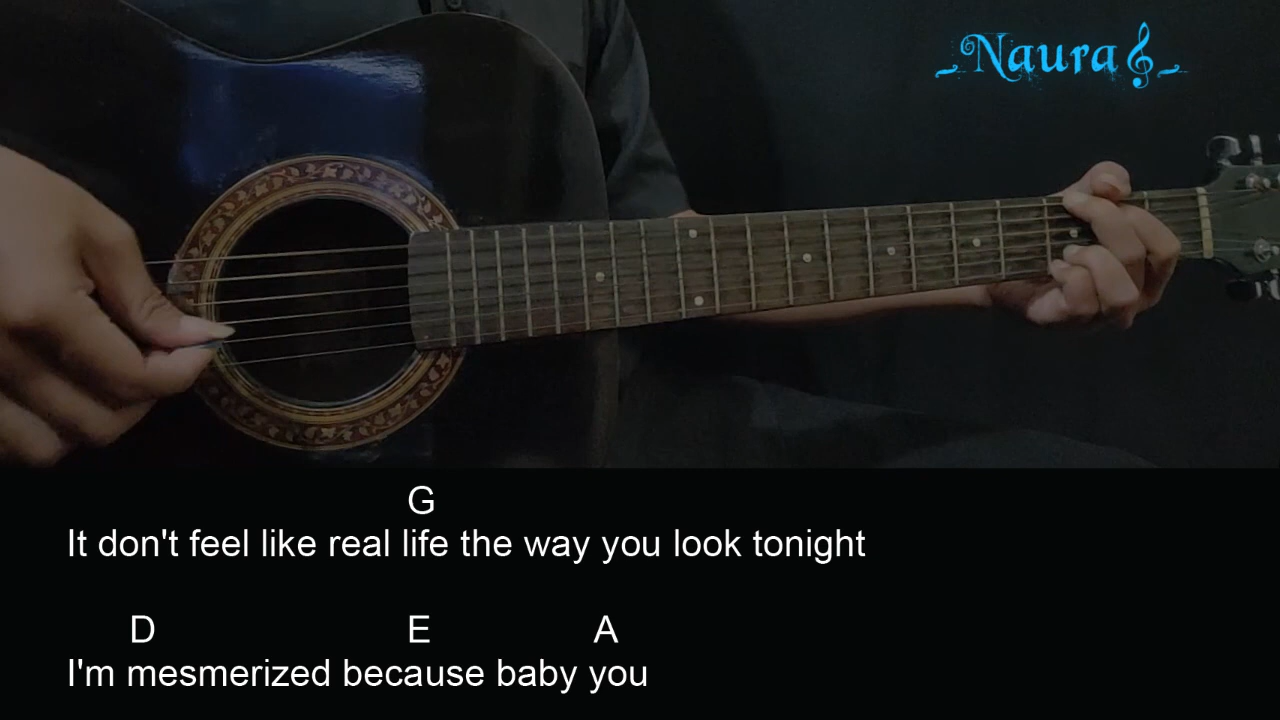 Naura
G
It don't feel like real life the way you look tonight
D E A
I'm mesmerized because baby you